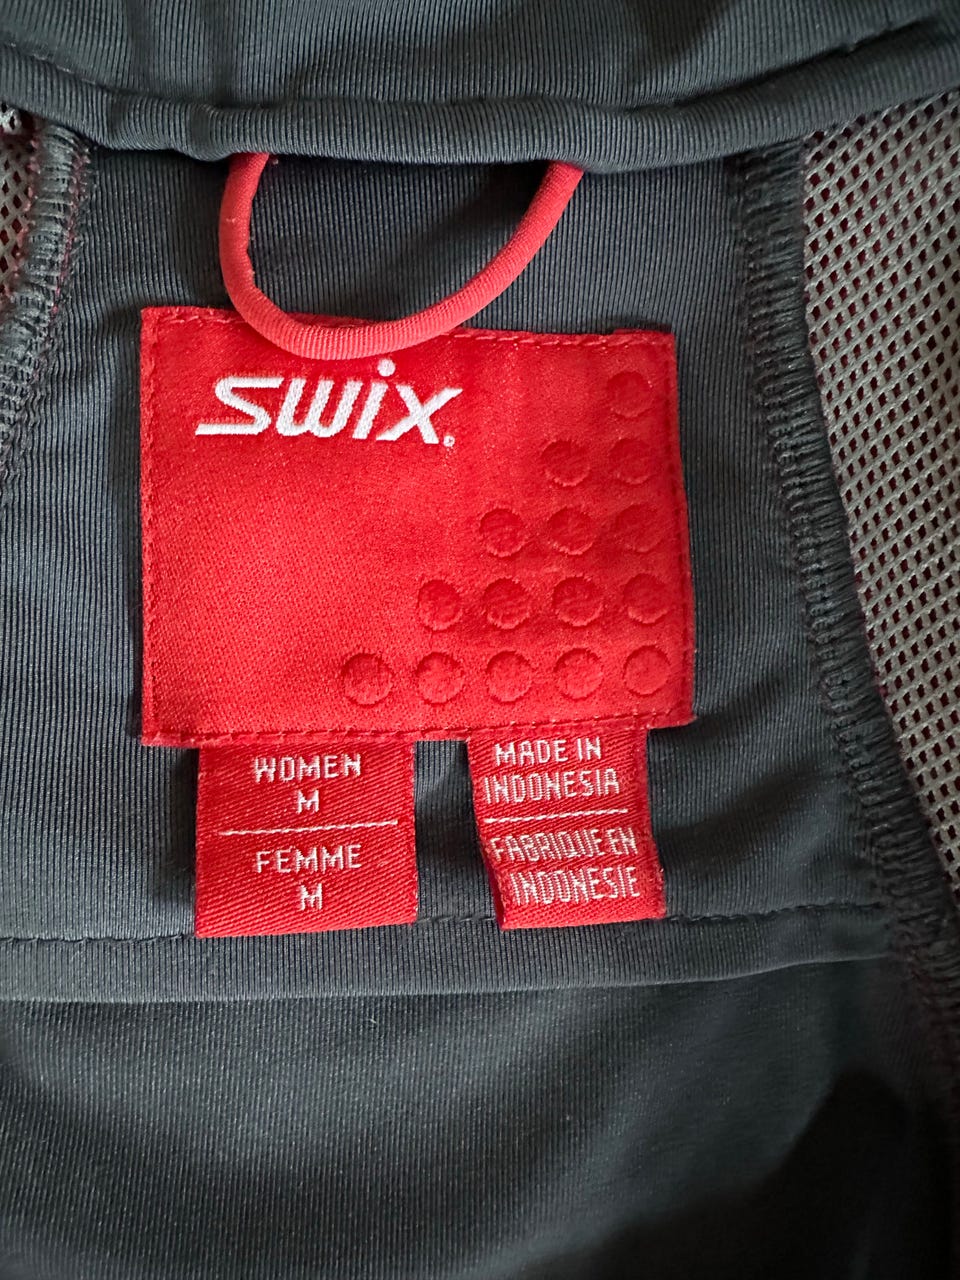 swix®
WOMEN
M
FEMME
M
MADE IN
INDONESIA
FABRIQUE EN
INDONESIE